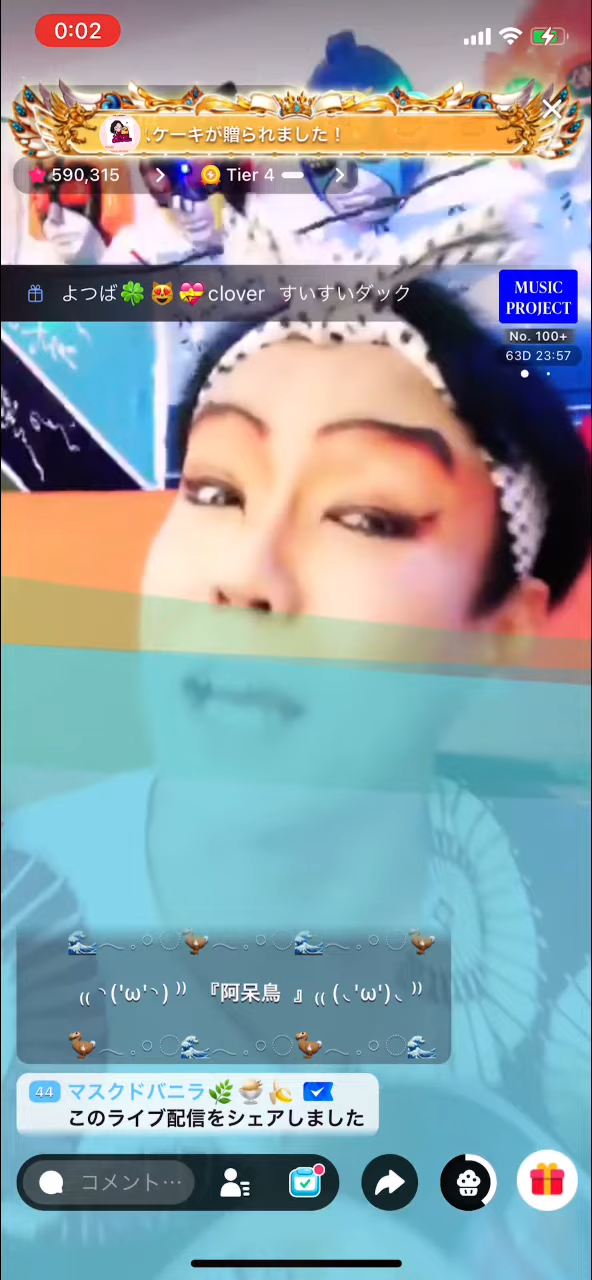 0:02
ケーキが贈られました！
590,315
Tier 4
よつば🍀😻💝clover すいすいダック
MUSIC
PROJECT
No. 100+
63D 23:57
🌊〜｡○◌🦤〜｡○◌🌊〜｡○◌🦤
₍₍ ◝('ω'◝) ⁾⁾ 『阿呆鳥 』₍₍ (◟'ω')◟ ⁾⁾
🦤〜｡○◌🌊〜｡○◌🦤〜｡○◌🌊
44 マスクドバニラ🌿🍨🍌
このライブ配信をシェアしました
コメント…